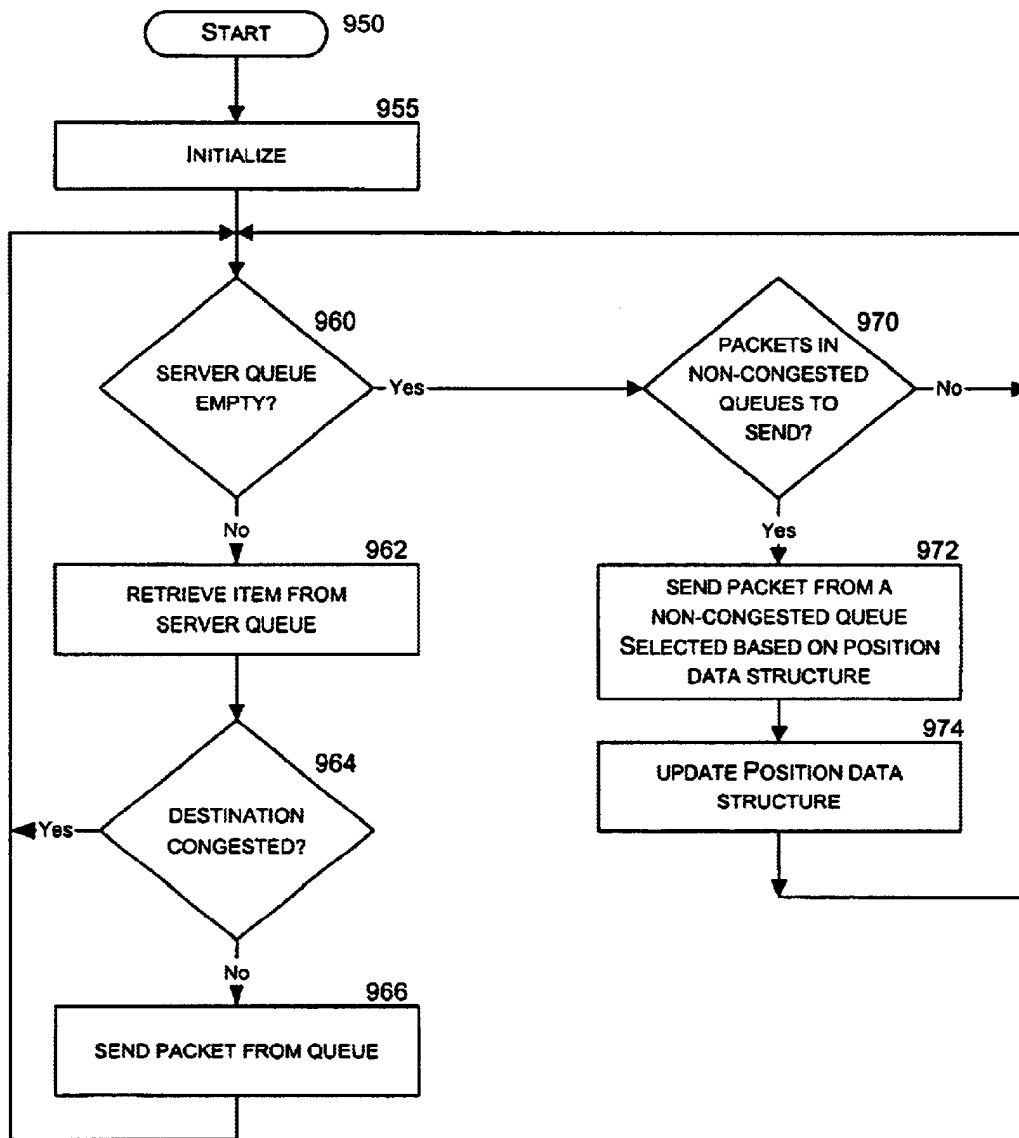 START
950
955
INITIALIZE
960
SERVER QUEUE
EMPTY?
Yes
970
PACKETS IN
NON-CONGESTED
QUEUES TO
SEND?
No
No
962
RETRIEVE ITEM FROM
SERVER QUEUE
Yes
972
SEND PACKET FROM A
NON-CONGESTED QUEUE
SELECTED BASED ON POSITION
DATA STRUCTURE
964
DESTINATION
CONGESTED?
Yes
974
UPDATE POSITION DATA
STRUCTURE
No
966
SEND PACKET FROM QUEUE